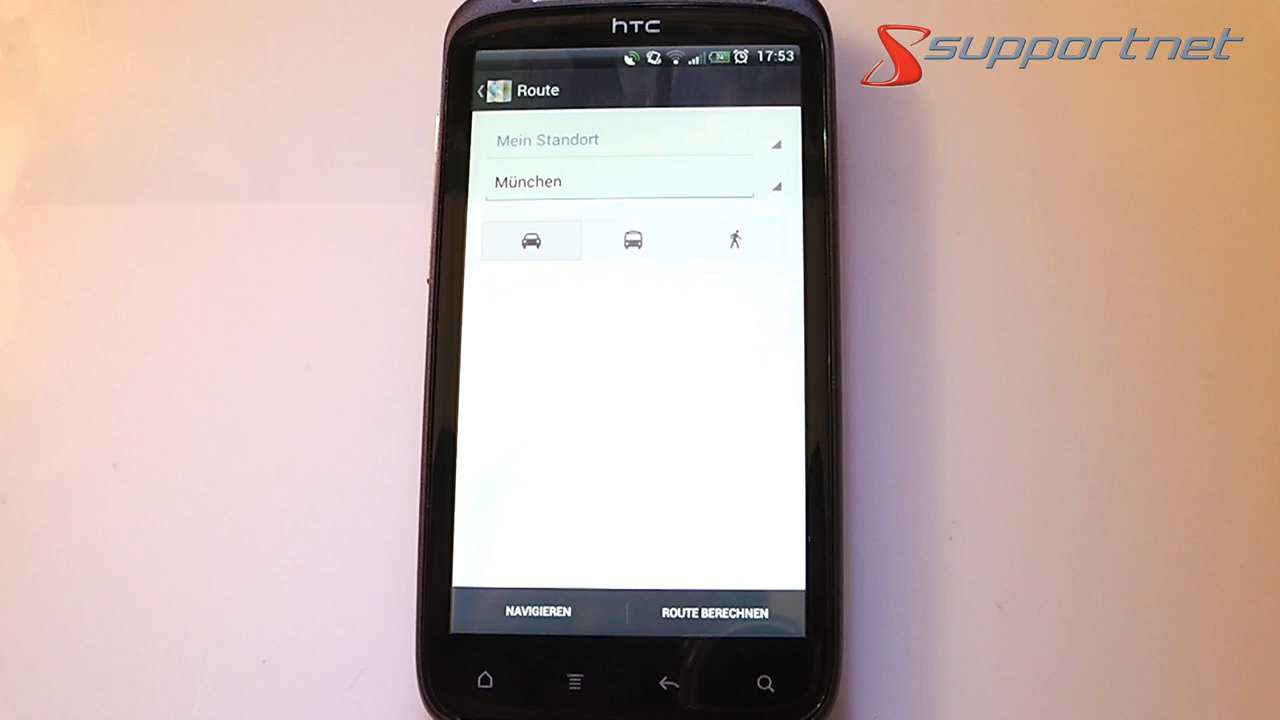 hTC
supportnet
17:53
Route
Mein Standort
München
NAVIGIEREN
ROUTE BERECHNEN